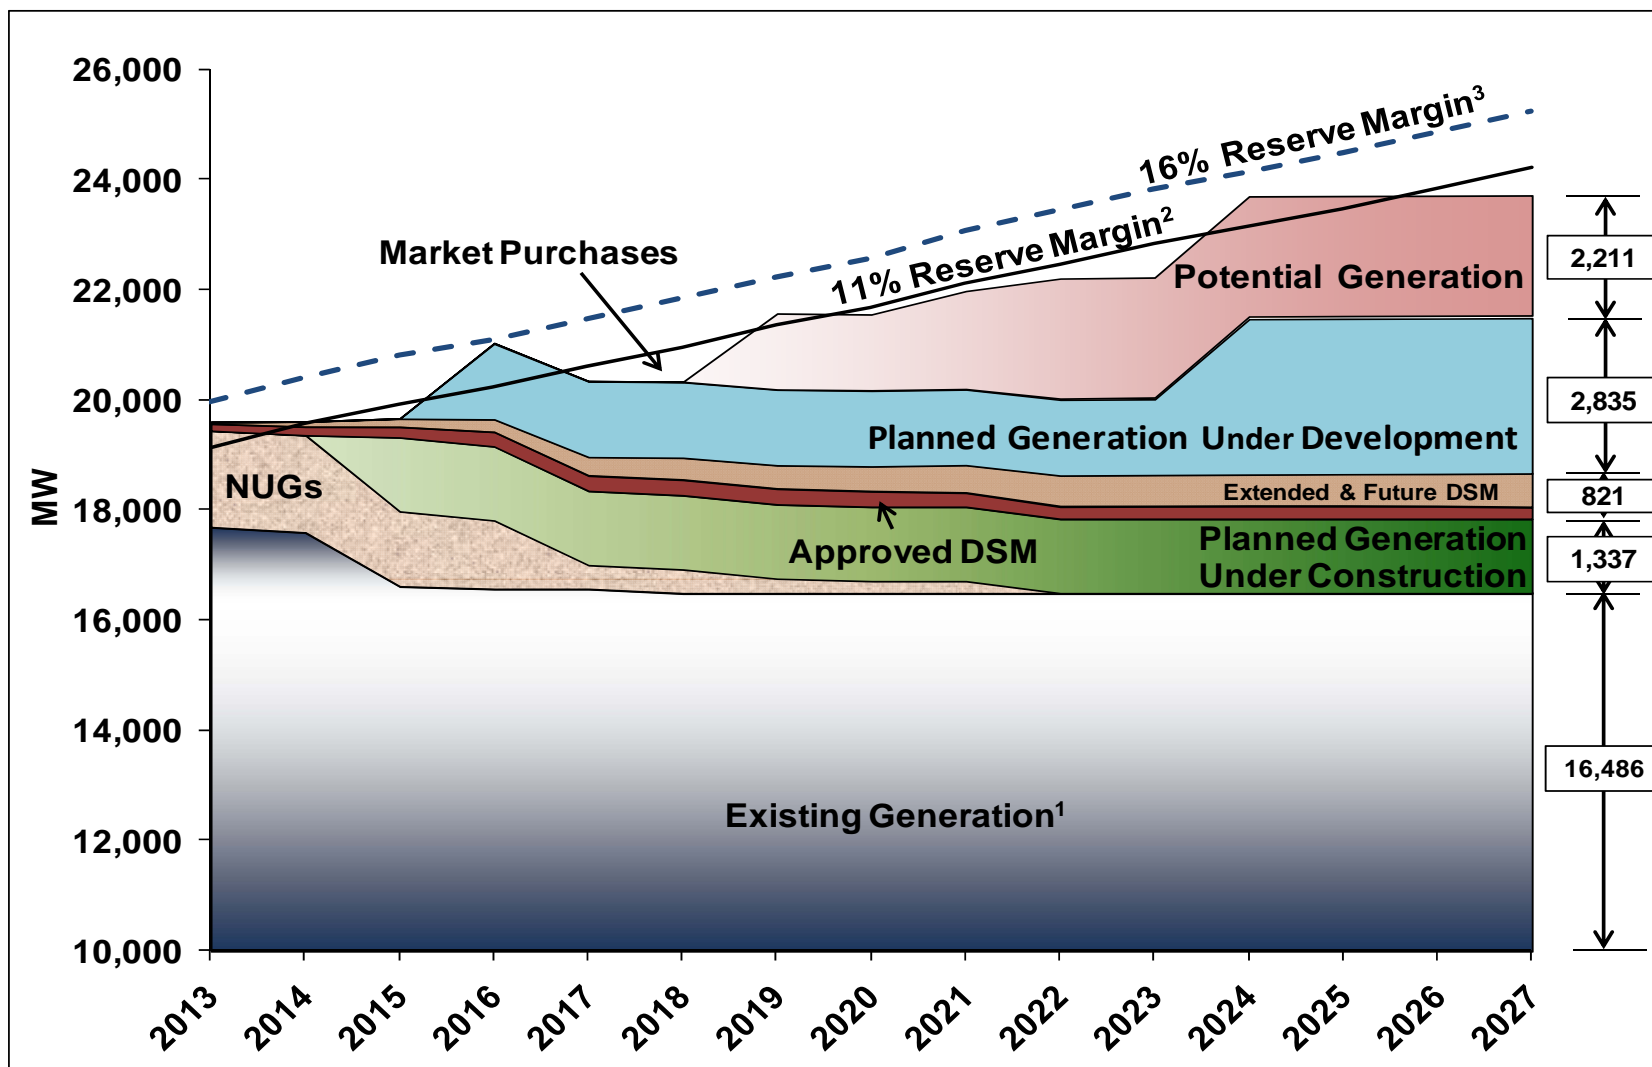 26,000
24,000
22,000
20,000
18,000
16,000
14,000
12,000
10,000
MW
16% Reserve Margin³
11% Reserve Margin²
Market Purchases
Potential Generation
Planned Generation Under Development
NUGs
Extended & Future DSM
Approved DSM
Planned Generation
Under Construction
Existing Generation¹
2,211
2,835
821
1,337
16,486
2013
2014
2015
2016
2017
2018
2019
2020
2021
2022
2023
2024
2025
2026
2027